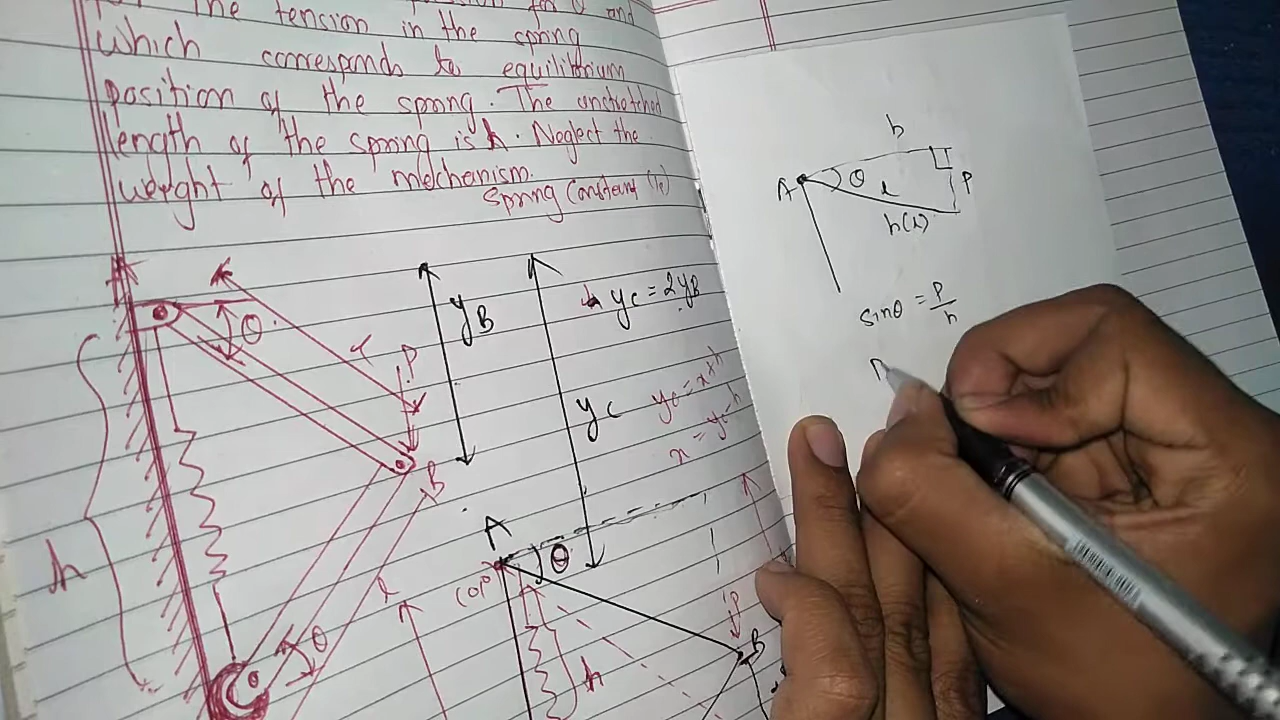 The tension in the spring
which corresponds to equilibrium
position of the spring. The unstretched
length of the spring is h. Neglect the
weight of the mechanism.
Spring Constant (k)
θ
l
P
B
h
l
θ
yB
yC
yC = 2yB
yC = x+h
x = yC-h
A
θ
P
B
h
b
A
θ
l
P
h(l)
sinθ = P/h